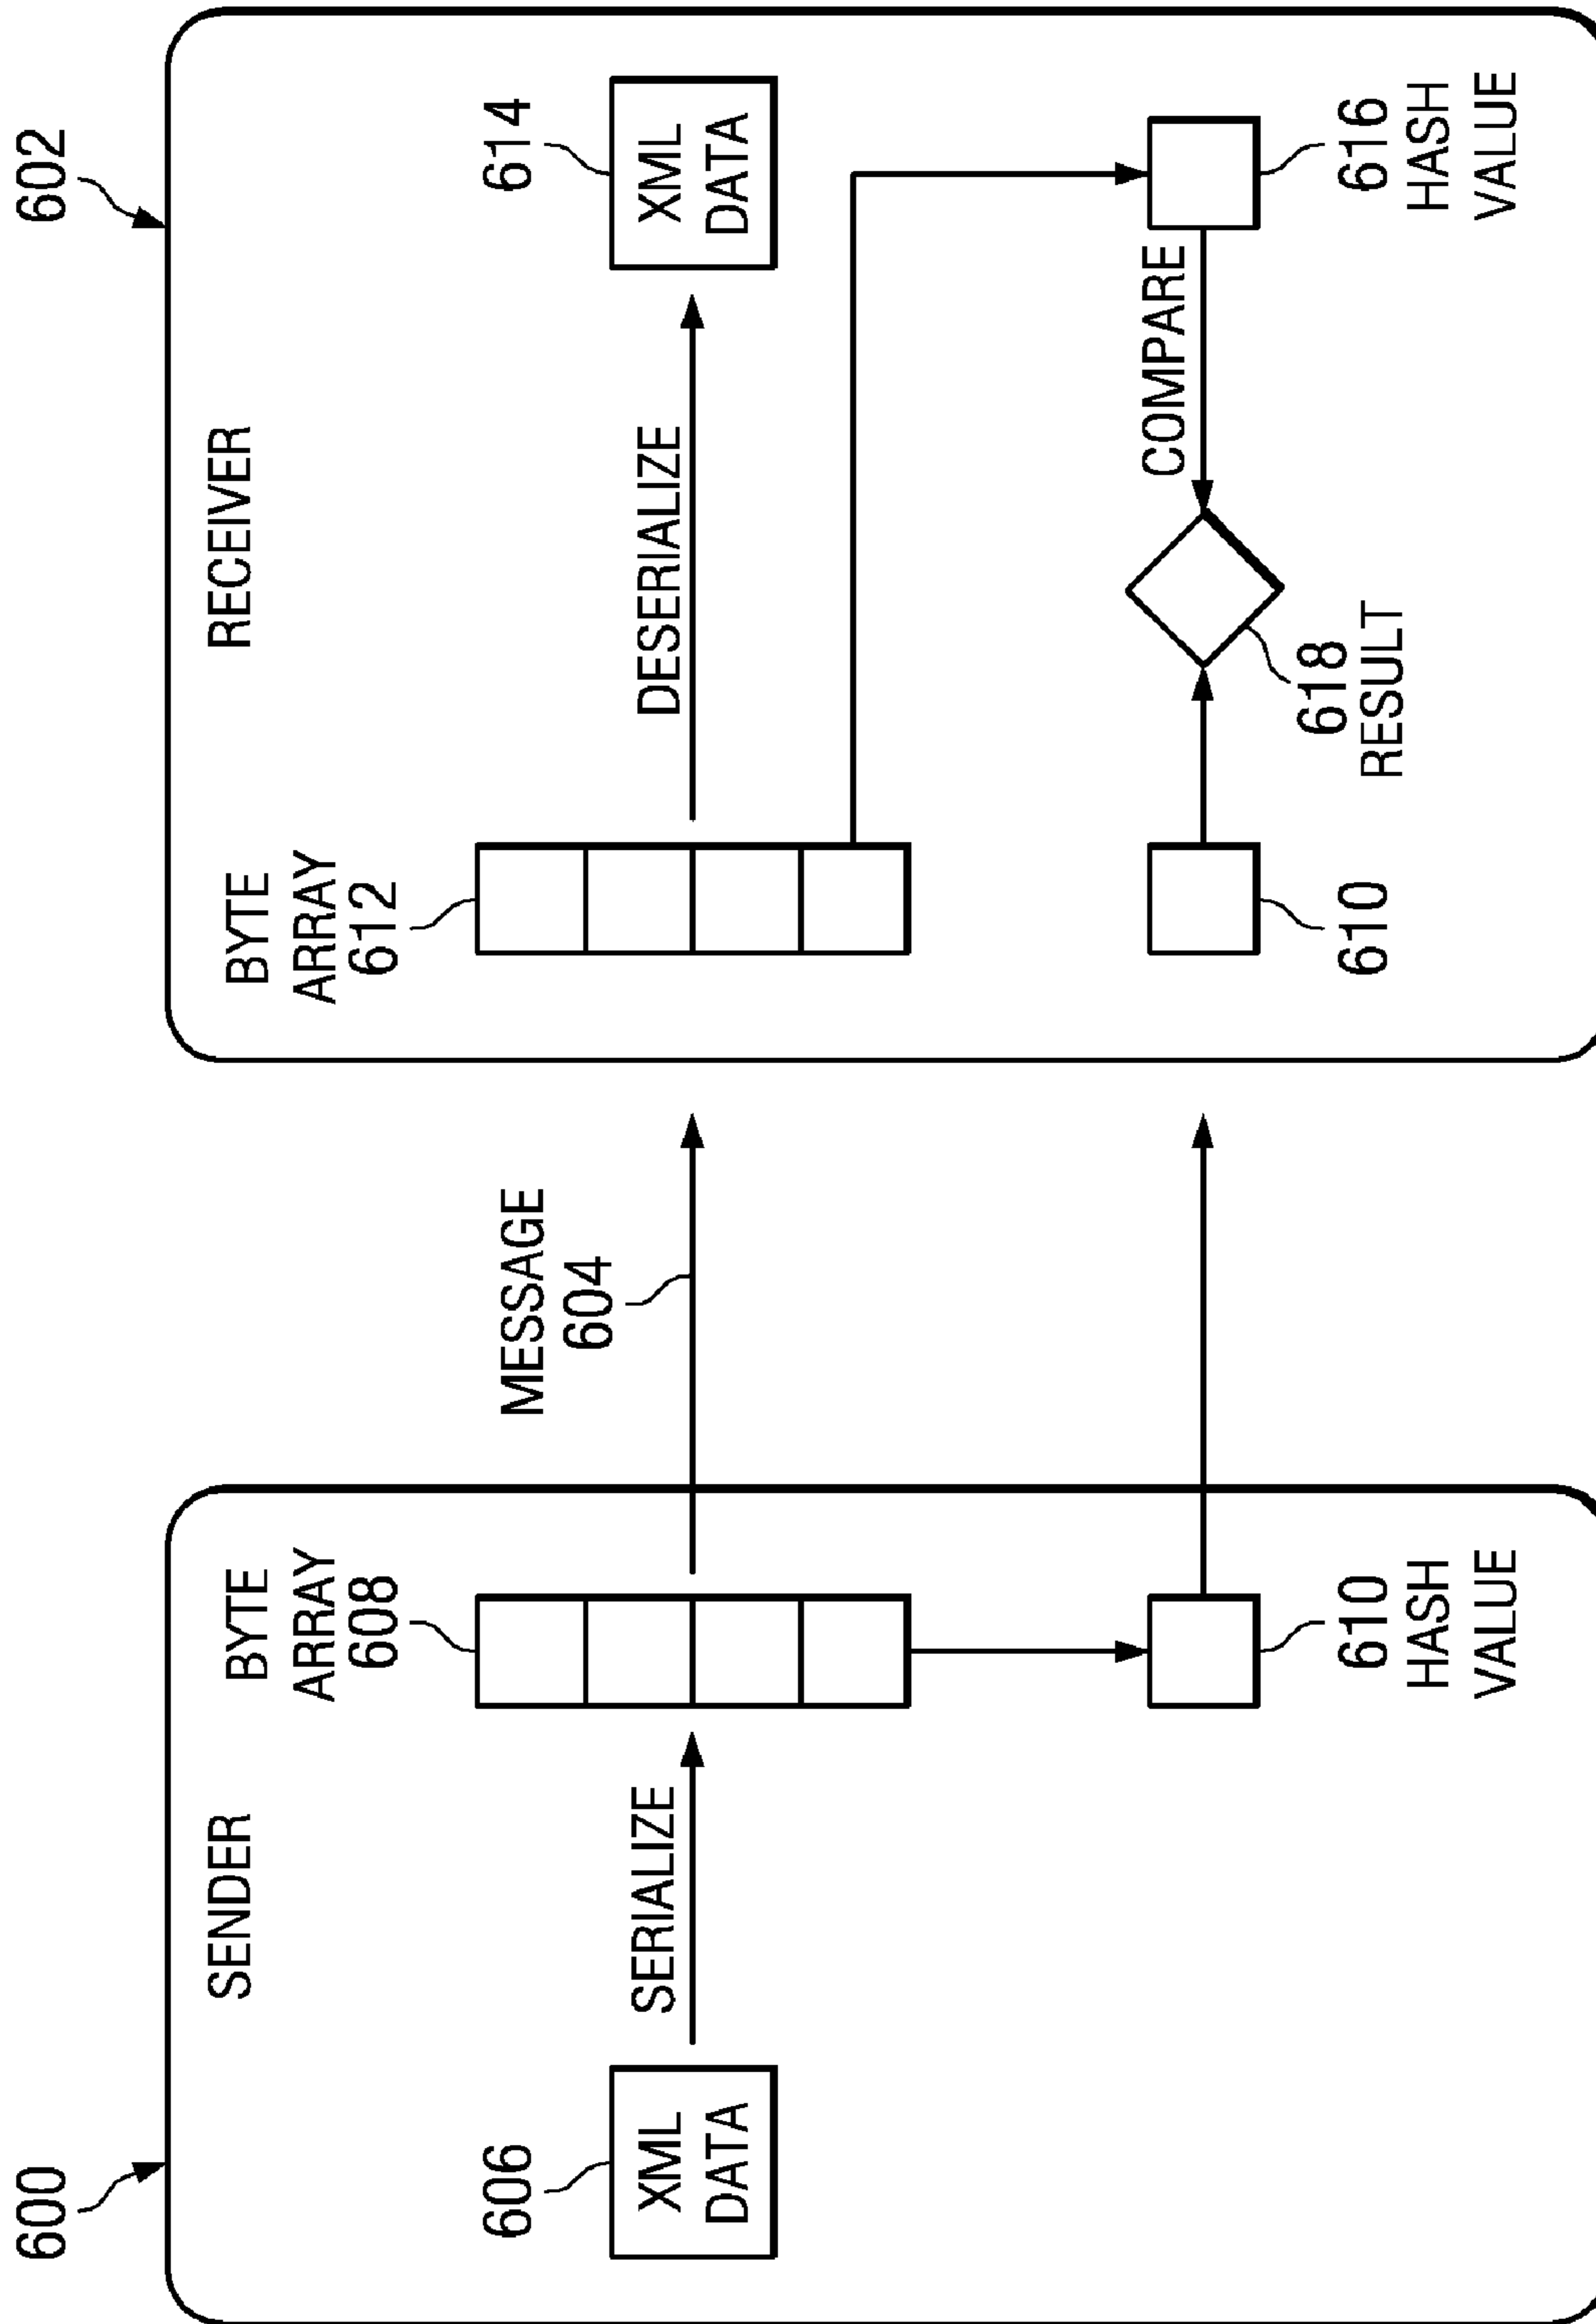 600
SENDER
606
XML
DATA
SERIALIZE
BYTE
ARRAY
608
610
HASH
VALUE
MESSAGE
604
602
RECEIVER
BYTE
ARRAY
612
DESERIALIZE
614
XML
DATA
610
618
RESULT
COMPARE
616
HASH
VALUE